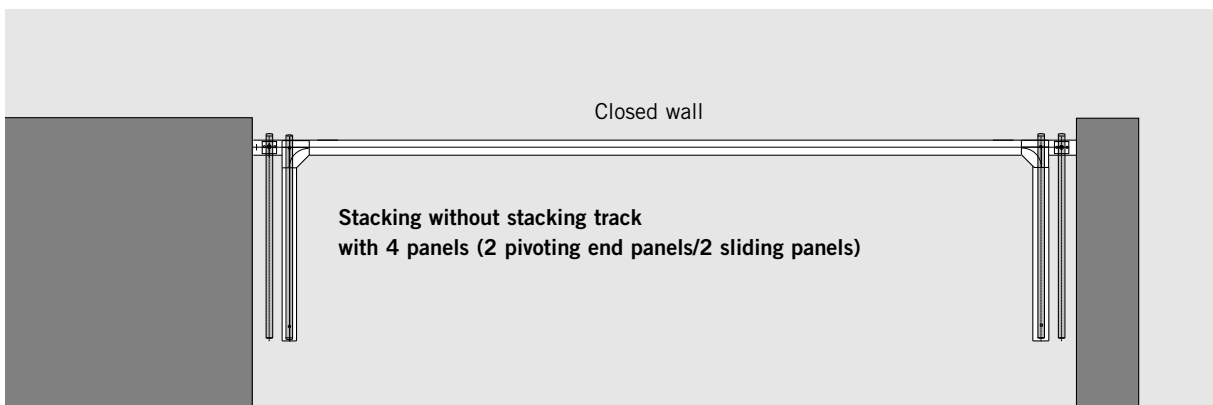 Closed wall
Stacking without stacking track
with 4 panels (2 pivoting end panels/2 sliding panels)